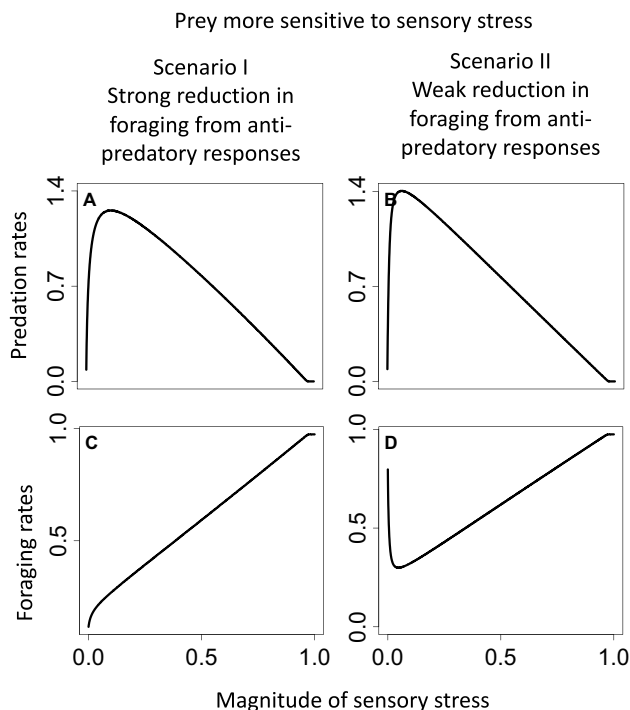 Prey more sensitive to sensory stress
Scenario I
Strong reduction in
foraging from anti-
predatory responses
Scenario II
Weak reduction in
foraging from anti-
predatory responses
Predation rates
A
1.4
0.7
0.0
B
1.4
0.7
0.0
Foraging rates
C
1.0
0.5
D
1.0
0.5
0.0
0.0 0.5 1.0
0.0 0.5 1.0
Magnitude of sensory stress